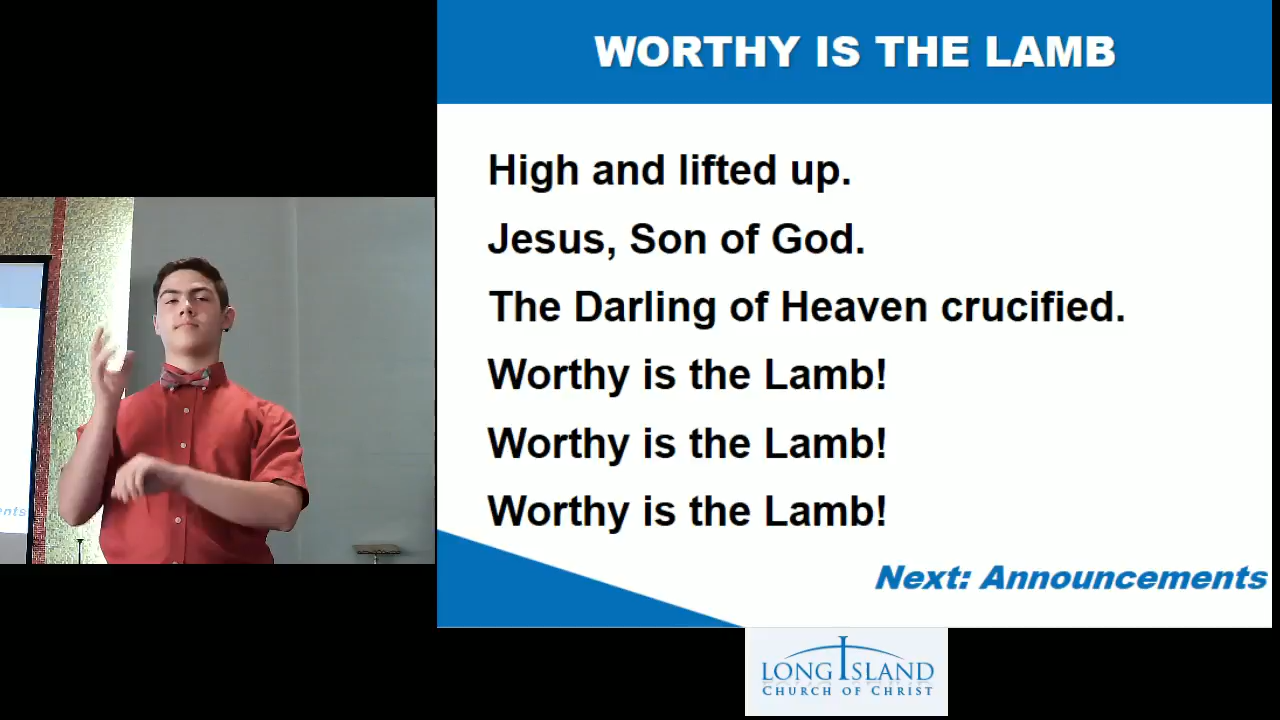 WORTHY IS THE LAMB
High and lifted up.
Jesus, Son of God.
The Darling of Heaven crucified.
Worthy is the Lamb!
Worthy is the Lamb!
Worthy is the Lamb!
Next: Announcements
LONG ISLAND
CHURCH OF CHRIST